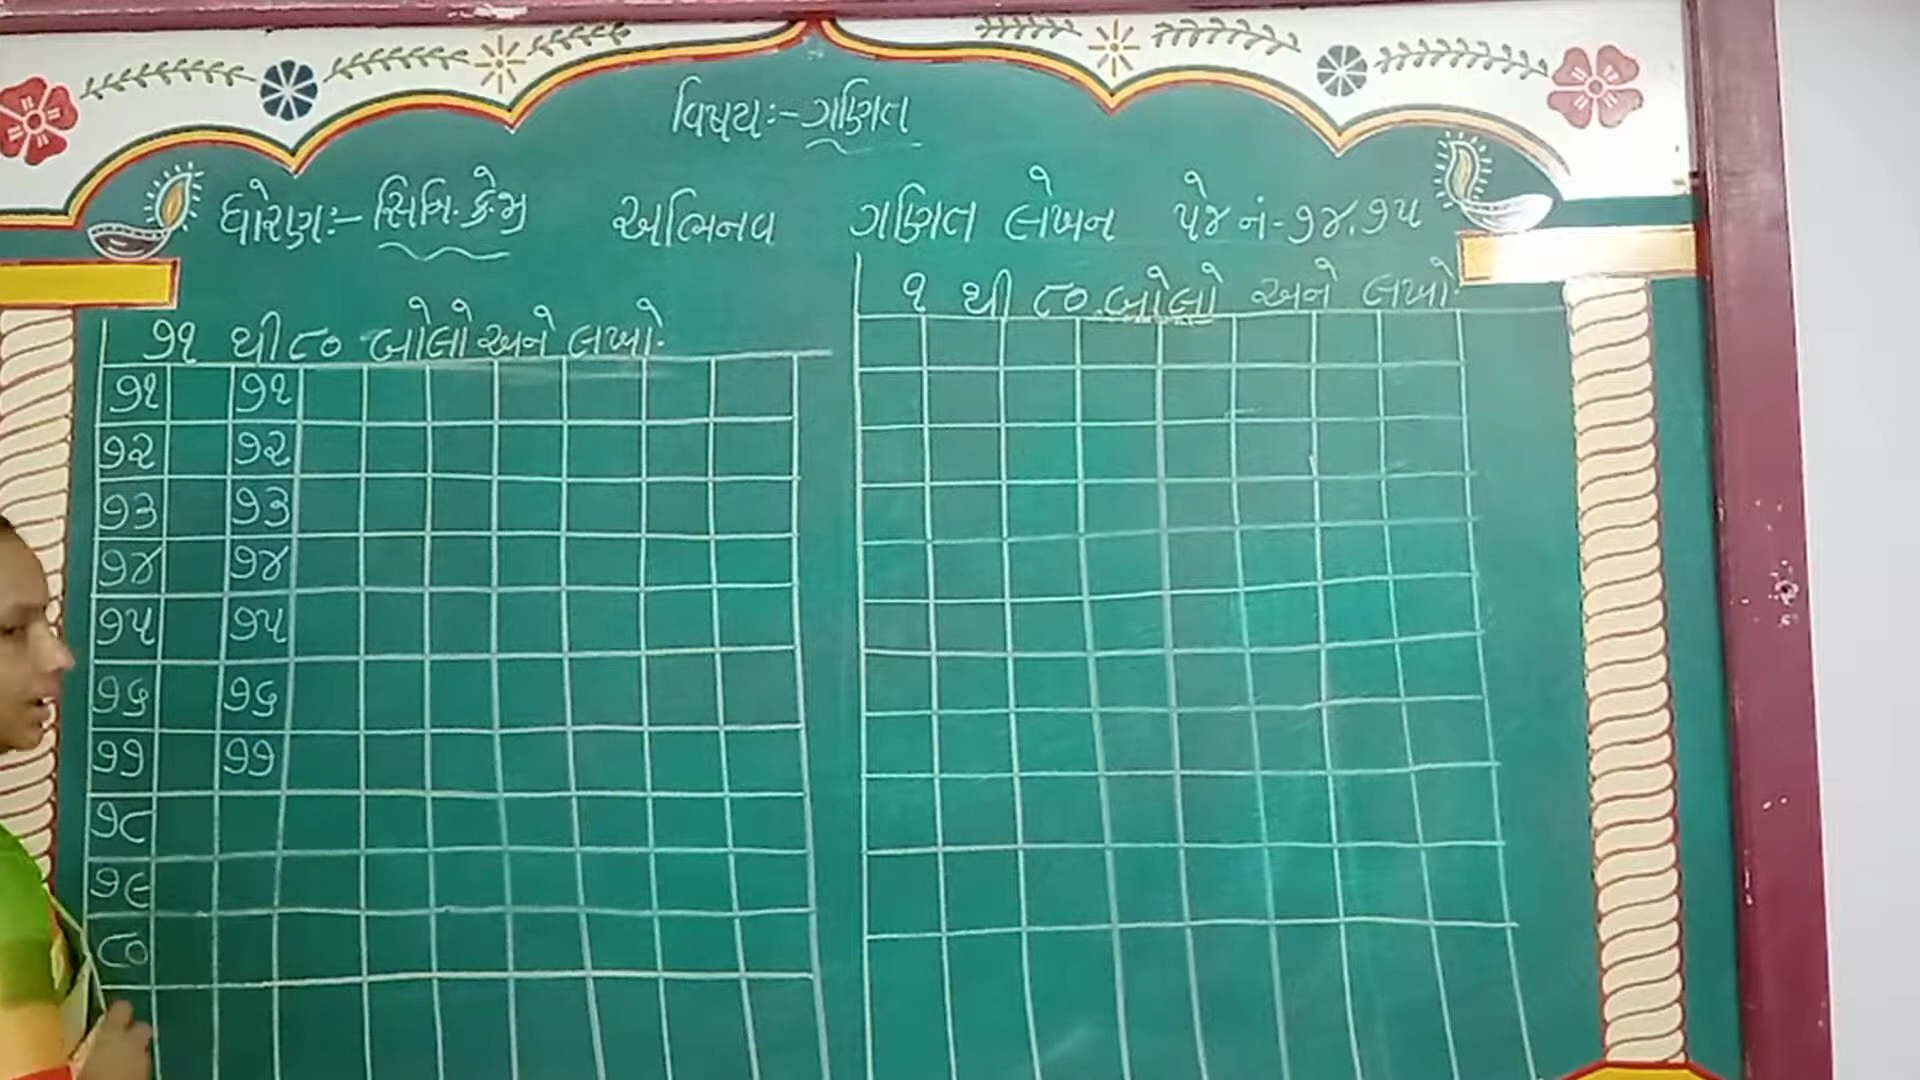 વિષય:- ગણિત
ધોરણ:- સિનિ.કે.જી અભિનવ ગણિત લેખન પેજ નં-૭૪,૭૫
૭૧ થી ૮૦ બોલો અને લખો.
૧ થી ૮૦ બોલો અને લખો.
૭૧ ૭૧
૭૨ ૭૨
૭૩ ૭૩
૭૪ ૭૪
૭૫ ૭૫
૭૬ ૭૬
૭૭ ૭૭
૭૮
૭૯
૮૦